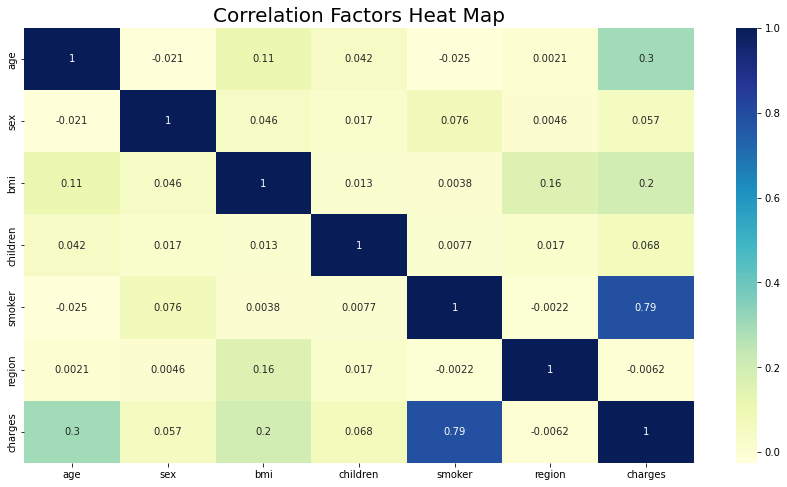 Correlation Factors Heat Map
age 1 -0.021 0.11 0.042 -0.025 0.0021 0.3
sex -0.021 1 0.046 0.017 0.076 0.0046 0.057
bmi 0.11 0.046 1 0.013 0.0038 0.16 0.2
children 0.042 0.017 0.013 1 0.0077 0.017 0.068
smoker -0.025 0.076 0.0038 0.0077 1 -0.0022 0.79
region 0.0021 0.0046 0.16 0.017 -0.0022 1 -0.0062
charges 0.3 0.057 0.2 0.068 0.79 -0.0062 1
age sex bmi children smoker region charges
1.0
0.8
0.6
0.4
0.2
0.0